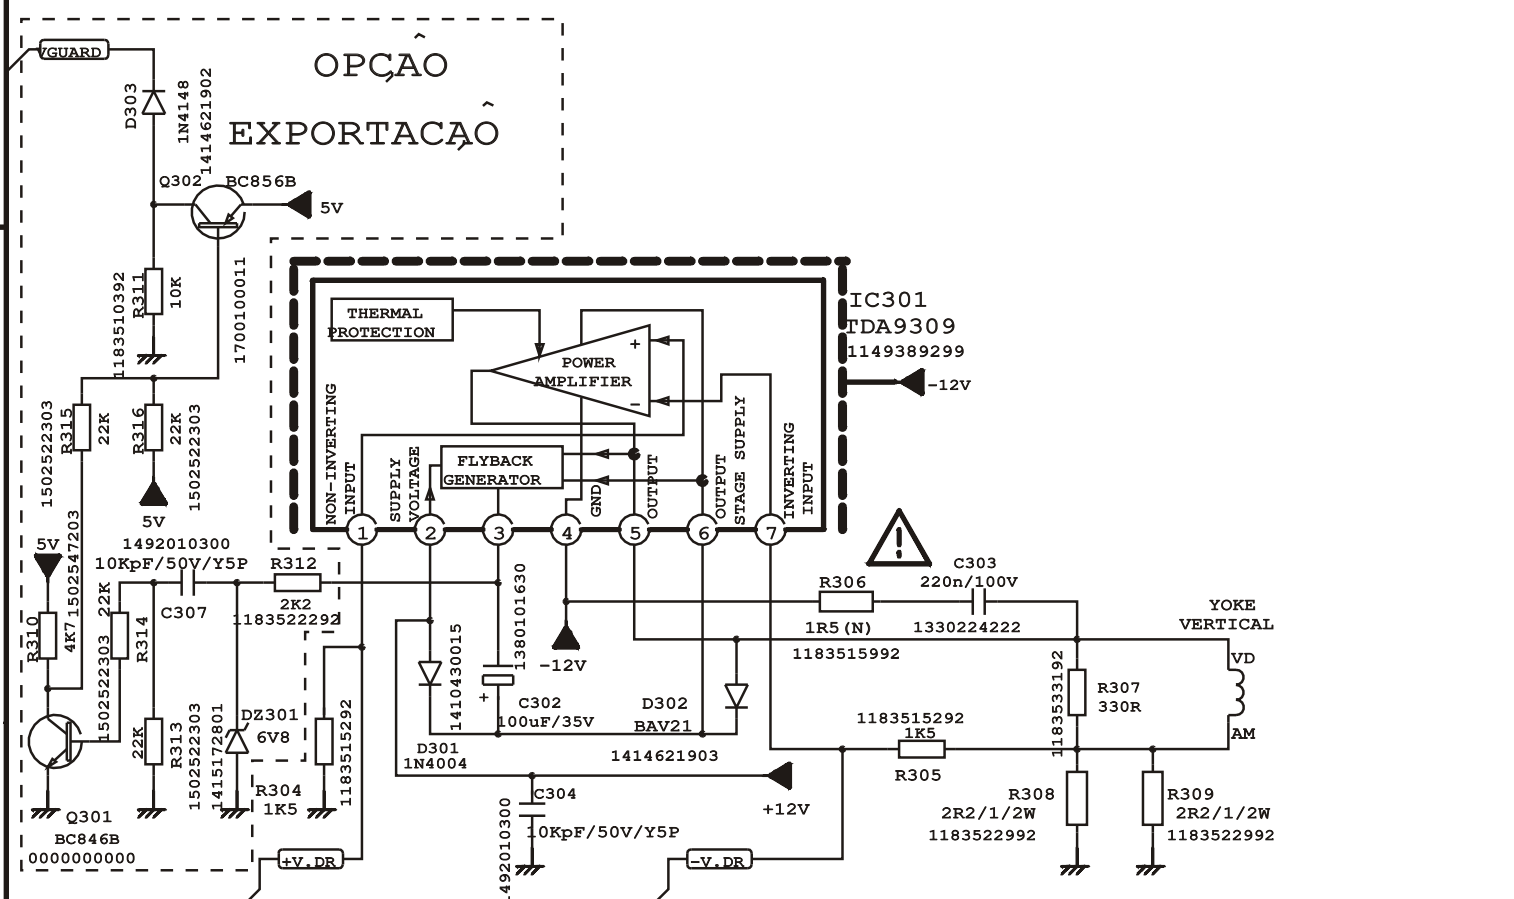 VGUARD
OPÇAÔ
EXPORTACAÔ
D303
1N4148
1414621902
Q302
BC856B
5V
1183510392
R311
10K
1700100011
THERMAL
PROTECTION
POWER
AMPLIFIER
+
-
FLYBACK
GENERATOR
IC301
TDA9309
1149389299
-12V
NON-INVERTING
INPUT
SUPPLY
VOLTAGE
GND
OUTPUT
OUTPUT
STAGE SUPPLY
INVERTING
INPUT
1
2
3
4
5
6
7
1502522303
R315
22K
R316
22K
1502522303
5V
5V
1502547203
1492010300
10KpF/50V/Y5P
C307
R312
2K2
1183522292
R310
4K7
22K
1502522303
R314
22K
R313
1502522303
1415172801
DZ301
6V8
R304
1K5
1183515292
Q301
BC846B
0000000000
+V.DR
D301
1N4004
1410430015
1380101630
+
C302
100uF/35V
-12V
D302
BAV21
1414621903
C304
10KpF/50V/Y5P
1492010300
+12V
-V.DR
R306
1R5(N)
1183515992
C303
220n/100V
1330224222
YOKE
VERTICAL
VD
AM
1183533192
R307
330R
1183515292
1K5
R305
R308
2R2/1/2W
1183522992
R309
2R2/1/2W
1183522992